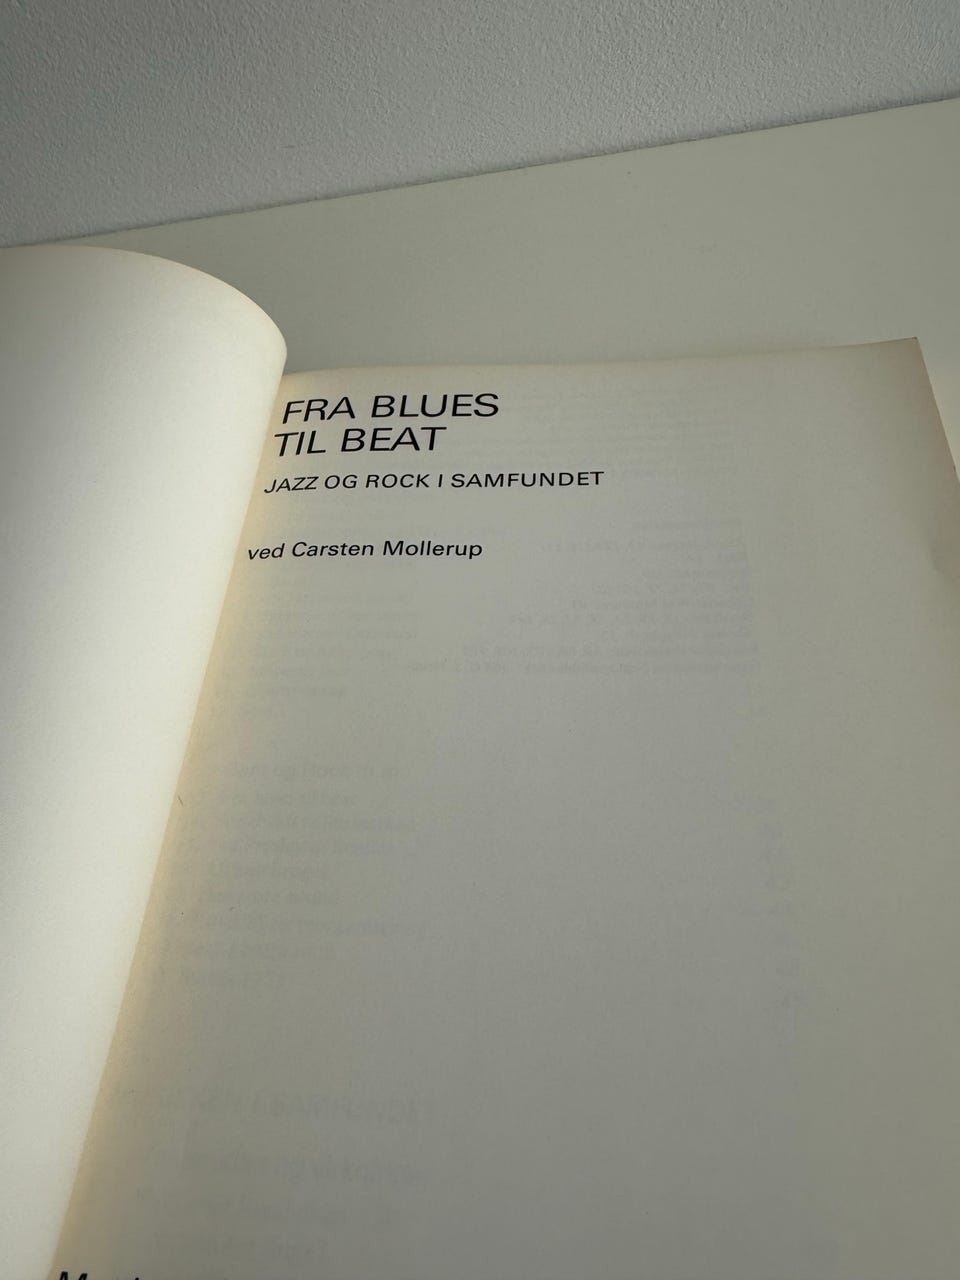 FRA BLUES
TIL BEAT
JAZZ OG ROCK I SAMFUNDET
ved Carsten Mollerup